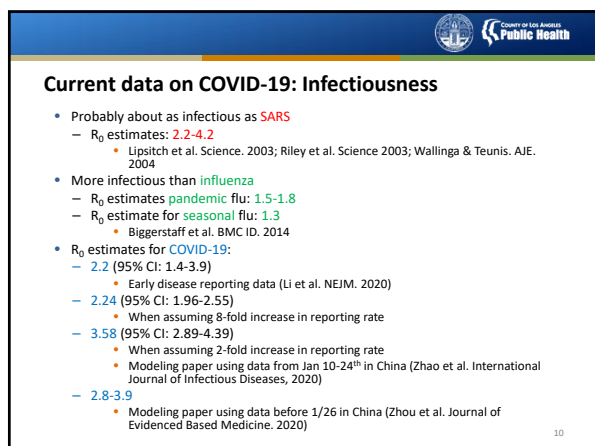 COUNTY OF LOS ANGELES
Public Health
Current data on COVID-19: Infectiousness
• Probably about as infectious as SARS
– R0 estimates: 2.2-4.2
• Lipsitch et al. Science. 2003; Riley et al. Science 2003; Wallinga & Teunis. AJE.
2004
• More infectious than influenza
– R0 estimates pandemic flu: 1.5-1.8
– R0 estimate for seasonal flu: 1.3
• Biggerstaff et al. BMC ID. 2014
• R0 estimates for COVID-19:
– 2.2 (95% CI: 1.4-3.9)
• Early disease reporting data (Li et al. NEJM. 2020)
– 2.24 (95% CI: 1.96-2.55)
• When assuming 8-fold increase in reporting rate
– 3.58 (95% CI: 2.89-4.39)
• When assuming 2-fold increase in reporting rate
• Modeling paper using data from Jan 10-24th in China (Zhao et al. International
Journal of Infectious Diseases, 2020)
– 2.8-3.9
• Modeling paper using data before 1/26 in China (Zhou et al. Journal of
Evidenced Based Medicine. 2020)
10